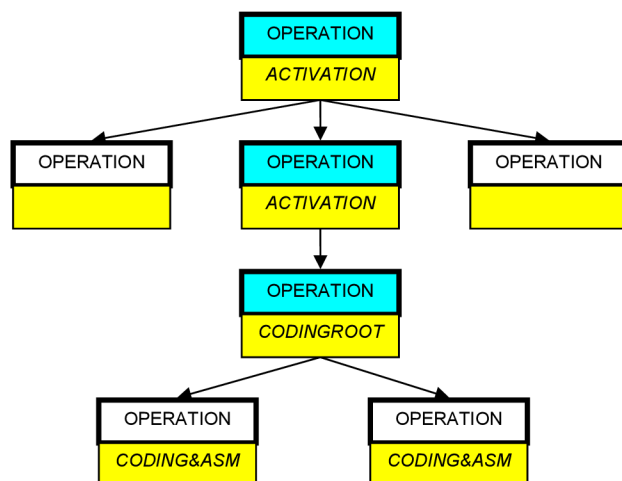 OPERATION
ACTIVATION
OPERATION
OPERATION
OPERATION
ACTIVATION
OPERATION
CODINGROOT
OPERATION
OPERATION
CODING&ASM
CODING&ASM